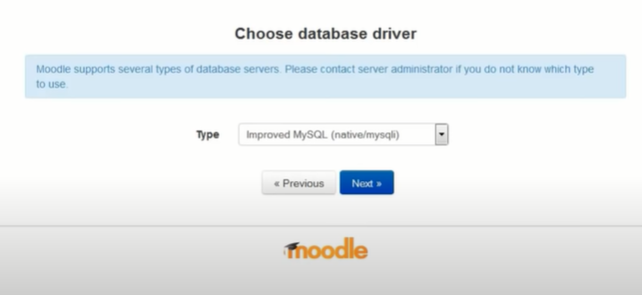 Choose database driver
Moodle supports several types of database servers. Please contact server administrator if you do not know which type
to use.
Type Improved MySQL (native/mysqli)
« Previous Next »
moodle